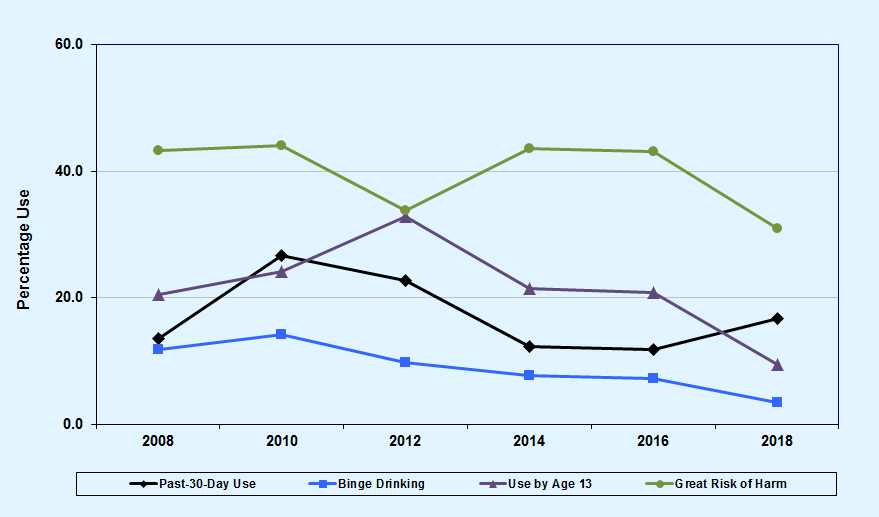 60.0
40.0
20.0
0.0
Percentage Use
2008 2010 2012 2014 2016 2018
Past-30-Day Use Binge Drinking Use by Age 13 Great Risk of Harm